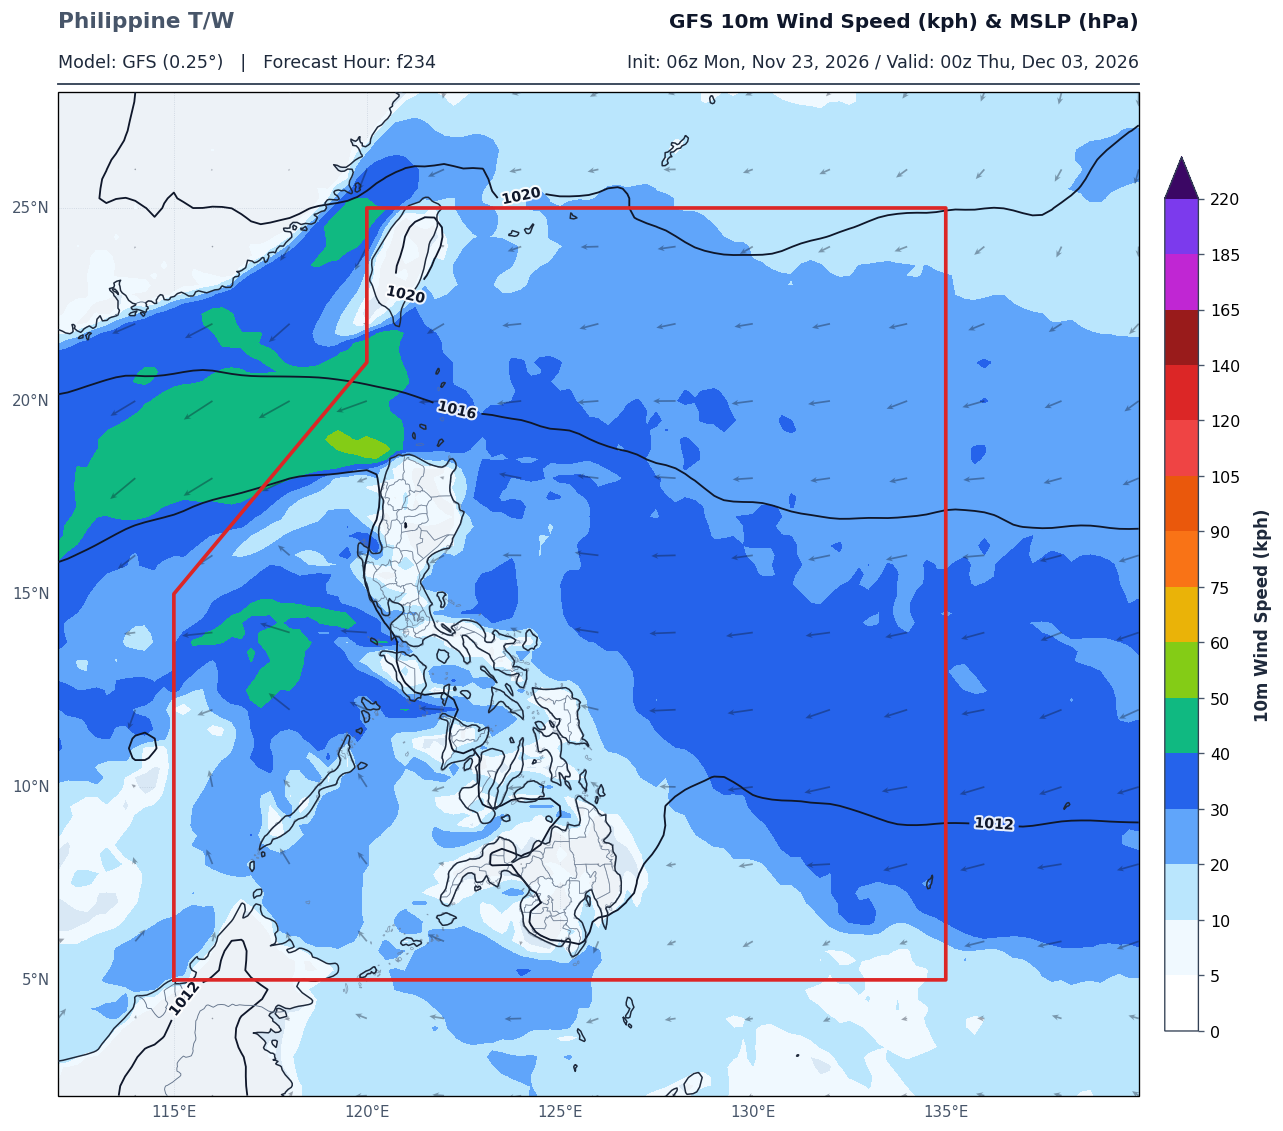 Philippine T/W
GFS 10m Wind Speed (kph) & MSLP (hPa)
Model: GFS (0.25°) | Forecast Hour: f234
Init: 06z Mon, Nov 23, 2026 / Valid: 00z Thu, Dec 03, 2026
25°N
20°N
15°N
10°N
5°N
115°E
120°E
125°E
130°E
135°E
1020
1020
1016
1012
1012
220
185
165
140
120
105
90
75
60
50
40
30
20
10
5
0
10m Wind Speed (kph)